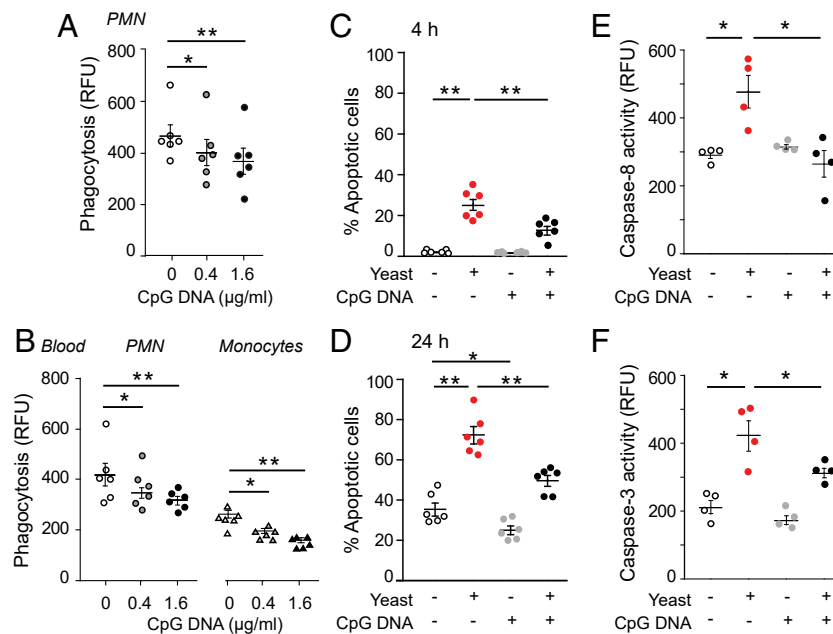 A
PMN
**
*
Phagocytosis (RFU)
800
600
400
200
0
0 0.4 1.6
CpG DNA (µg/ml)
B
Blood PMN Monocytes
**
*
**
*
Phagocytosis (RFU)
800
600
400
200
0
0 0.4 1.6 0 0.4 1.6
CpG DNA (µg/ml)
C
4 h
** **
% Apoptotic cells
100
80
60
40
20
0
Yeast - + - +
CpG DNA - - + +
D
24 h
*
** **
% Apoptotic cells
100
80
60
40
20
0
Yeast - + - +
CpG DNA - - + +
E
* *
Caspase-8 activity (RFU)
600
400
300
0
Yeast - + - +
CpG DNA - - + +
F
* *
Caspase-3 activity (RFU)
600
400
200
0
Yeast - + - +
CpG DNA - - + +